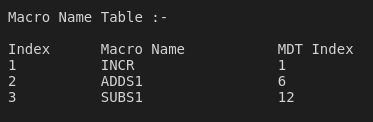 Macro Name Table :-
Index Macro Name MDT Index
1 INCR 1
2 ADDS1 6
3 SUBS1 12